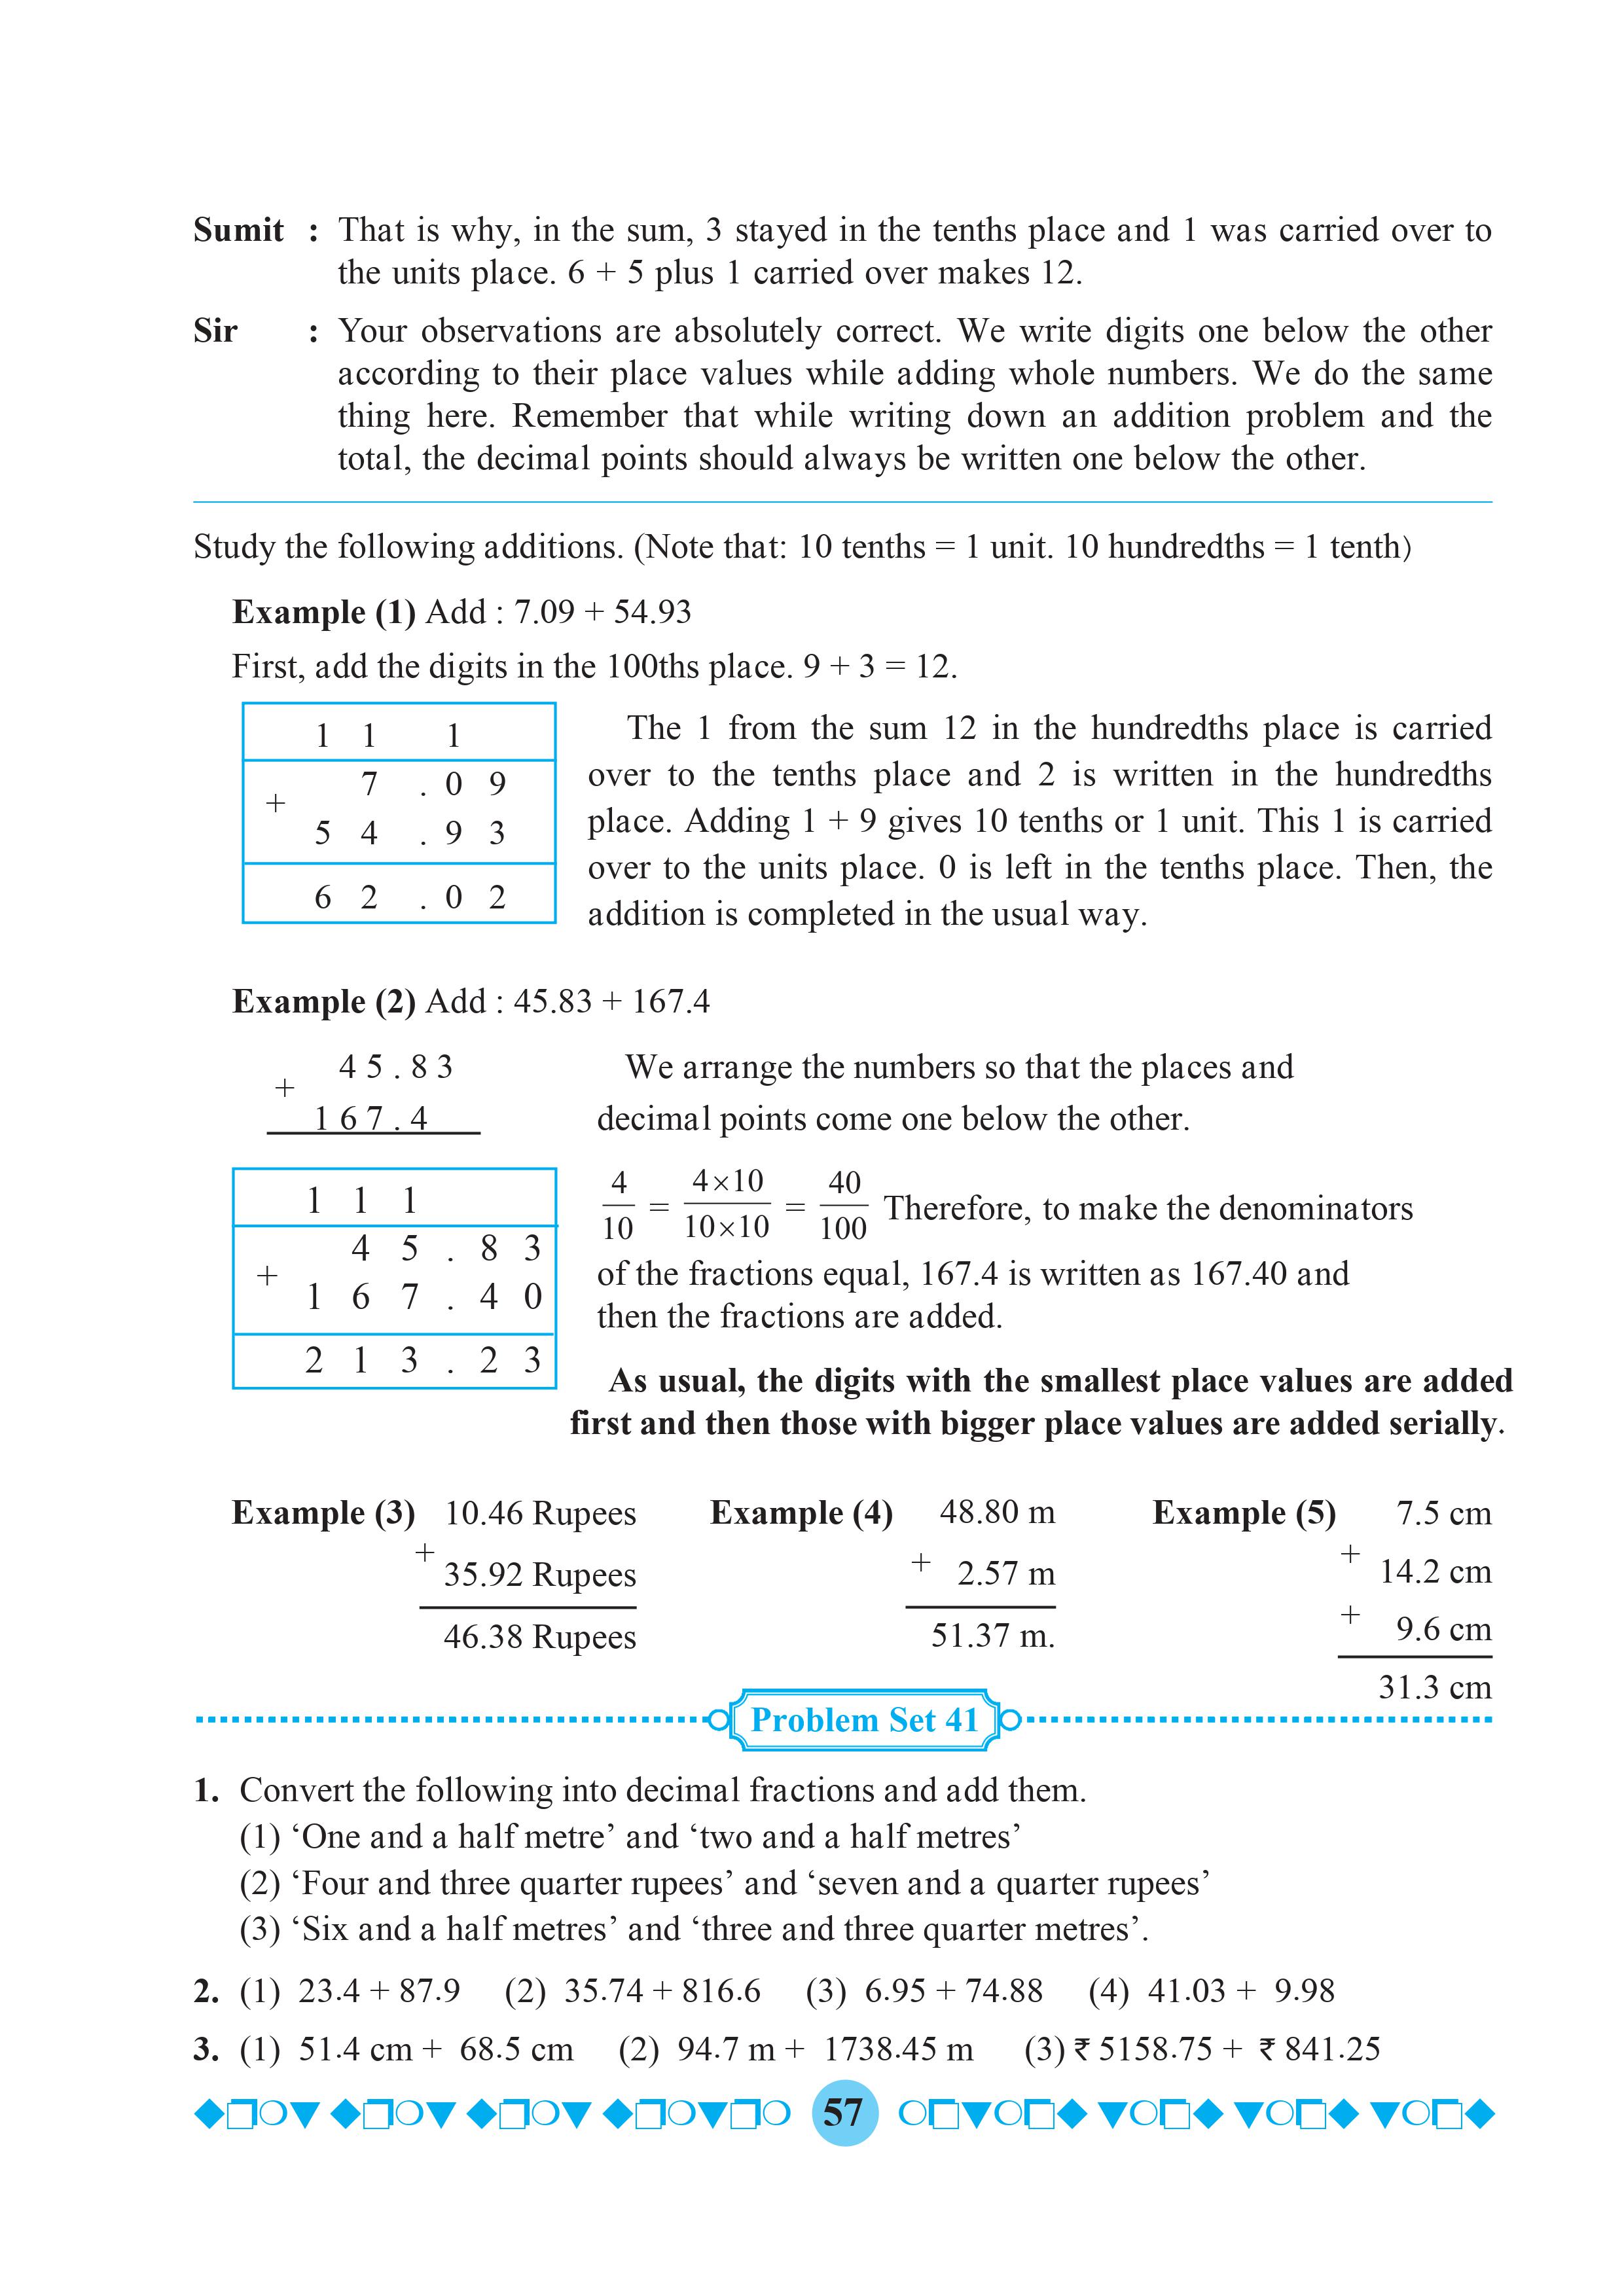 Sumit : That is why, in the sum, 3 stayed in the tenths place and 1 was carried over to
the units place. 6 + 5 plus 1 carried over makes 12.
Sir : Your observations are absolutely correct. We write digits one below the other
according to their place values while adding whole numbers. We do the same
thing here. Remember that while writing down an addition problem and the
total, the decimal points should always be written one below the other.
Study the following additions. (Note that: 10 tenths = 1 unit. 10 hundredths = 1 tenth)
Example (1) Add : 7.09 + 54.93
First, add the digits in the 100ths place. 9 + 3 = 12.
1 1 1
7 . 0 9
+
5 4 . 9 3
6 2 . 0 2
The 1 from the sum 12 in the hundredths place is carried
over to the tenths place and 2 is written in the hundredths
place. Adding 1 + 9 gives 10 tenths or 1 unit. This 1 is carried
over to the units place. 0 is left in the tenths place. Then, the
addition is completed in the usual way.
Example (2) Add : 45.83 + 167.4
4 5 . 8 3
+
1 6 7 . 4
We arrange the numbers so that the places and
decimal points come one below the other.
1 1 1
4 5 . 8 3
+
1 6 7 . 4 0
2 1 3 . 2 3
4/10 = 4×10/10×10 = 40/100 Therefore, to make the denominators
of the fractions equal, 167.4 is written as 167.40 and
then the fractions are added.
As usual, the digits with the smallest place values are added
first and then those with bigger place values are added serially.
Example (3) 10.46 Rupees
+
35.92 Rupees
46.38 Rupees
Example (4) 48.80 m
+ 2.57 m
51.37 m.
Example (5) 7.5 cm
+
14.2 cm
+
9.6 cm
31.3 cm
Problem Set 41
1. Convert the following into decimal fractions and add them.
(1) ‘One and a half metre’ and ‘two and a half metres’
(2) ‘Four and three quarter rupees’ and ‘seven and a quarter rupees’
(3) ‘Six and a half metres’ and ‘three and three quarter metres’.
2. (1) 23.4 + 87.9 (2) 35.74 + 816.6 (3) 6.95 + 74.88 (4) 41.03 + 9.98
3. (1) 51.4 cm + 68.5 cm (2) 94.7 m + 1738.45 m (3) ₹ 5158.75 + ₹ 841.25
57